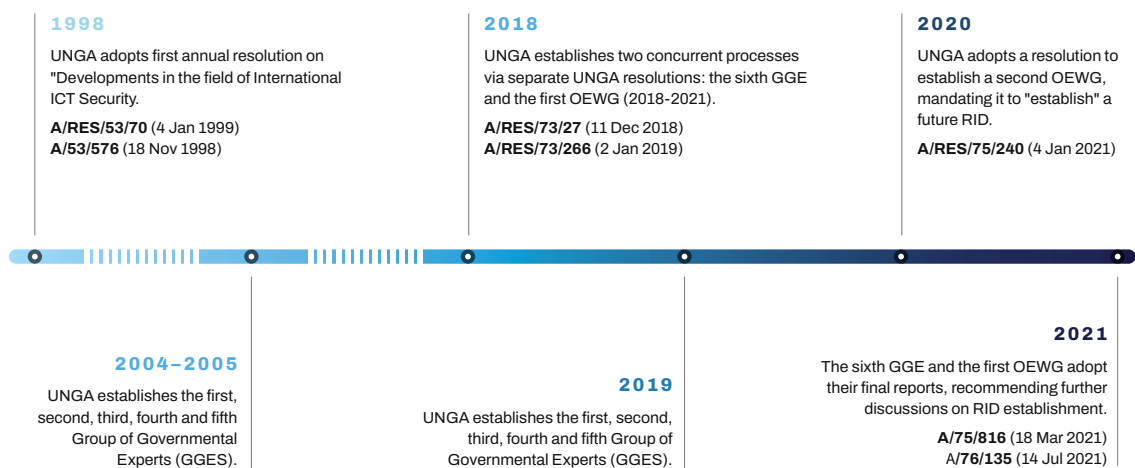 1998
UNGA adopts first annual resolution on
"Developments in the field of International
ICT Security.
A/RES/53/70 (4 Jan 1999)
A/53/576 (18 Nov 1998)
2018
UNGA establishes two concurrent processes
via separate UNGA resolutions: the sixth GGE
and the first OEWG (2018-2021).
A/RES/73/27 (11 Dec 2018)
A/RES/73/266 (2 Jan 2019)
2020
UNGA adopts a resolution to
establish a second OEWG,
mandating it to "establish" a
future RID.
A/RES/75/240 (4 Jan 2021)
2004–2005
UNGA establishes the first,
second, third, fourth and fifth
Group of Governmental
Experts (GGES).
2019
UNGA establishes the first, second,
third, fourth and fifth Group of
Governmental Experts (GGES).
2021
The sixth GGE and the first OEWG adopt
their final reports, recommending further
discussions on RID establishment.
A/75/816 (18 Mar 2021)
A/76/135 (14 Jul 2021)